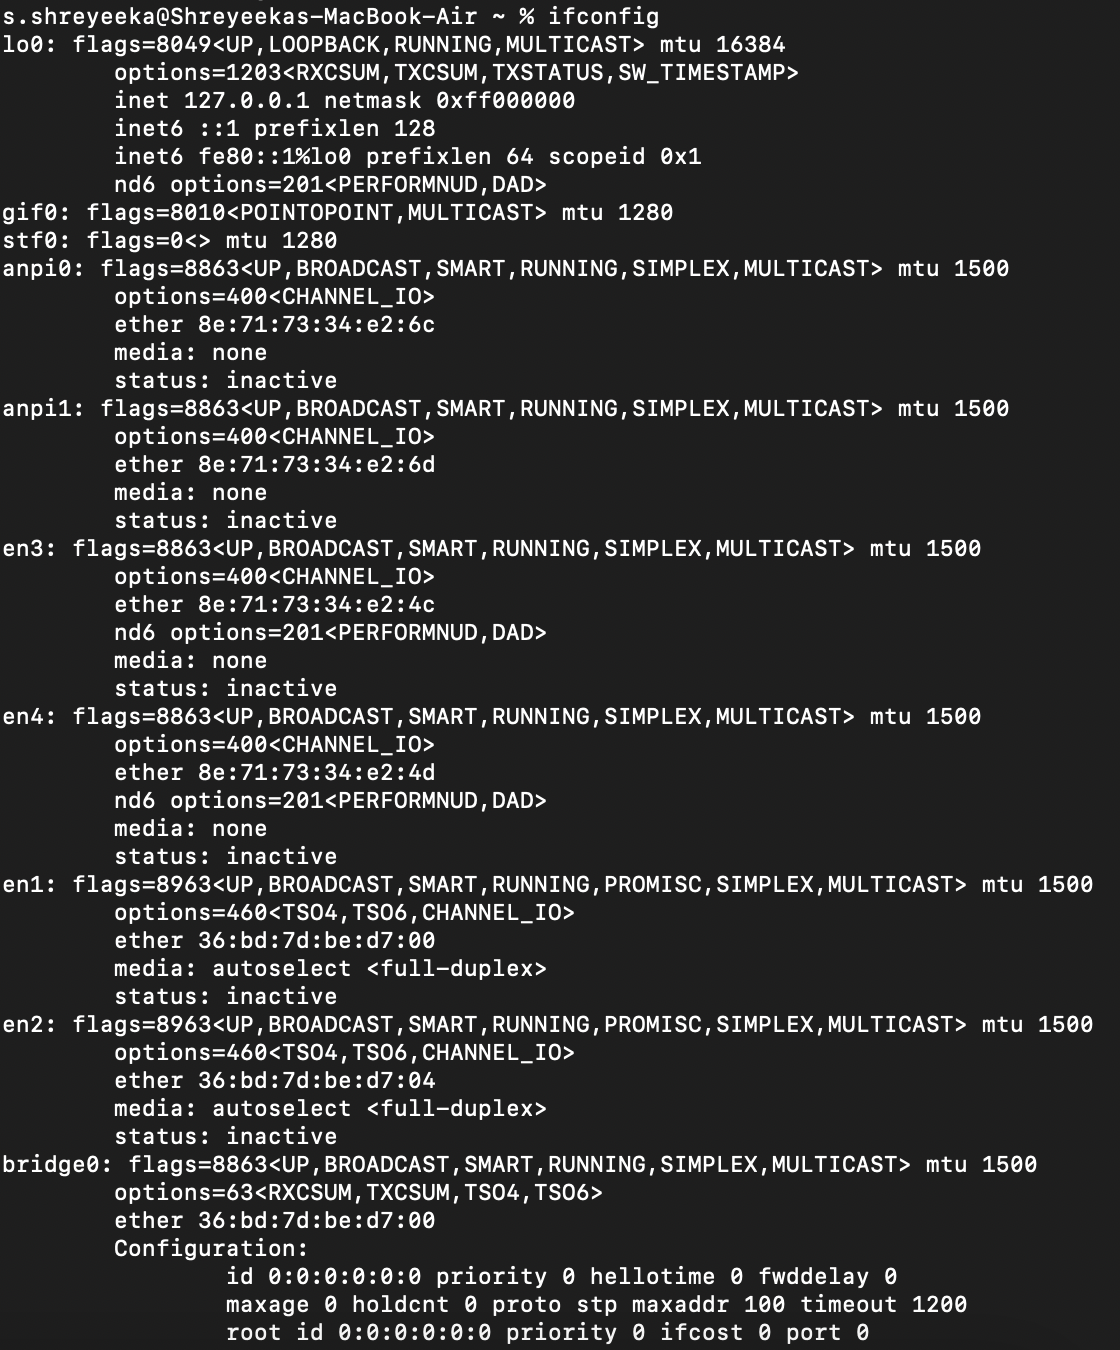 s.shreyeeka@Shreyeekas-MacBook-Air ~ % ifconfig
lo0: flags=8049<UP,LOOPBACK,RUNNING,MULTICAST> mtu 16384
options=1203<RXCSUM,TXCSUM,TXSTATUS,SW_TIMESTAMP>
inet 127.0.0.1 netmask 0xff000000
inet6 ::1 prefixlen 128
inet6 fe80::1%lo0 prefixlen 64 scopeid 0x1
nd6 options=201<PERFORMNUD,DAD>
gif0: flags=8010<POINTOPOINT,MULTICAST> mtu 1280
stf0: flags=0<> mtu 1280
anpi0: flags=8863<UP,BROADCAST,SMART,RUNNING,SIMPLEX,MULTICAST> mtu 1500
options=400<CHANNEL_IO>
ether 8e:71:73:34:e2:6c
media: none
status: inactive
anpi1: flags=8863<UP,BROADCAST,SMART,RUNNING,SIMPLEX,MULTICAST> mtu 1500
options=400<CHANNEL_IO>
ether 8e:71:73:34:e2:6d
media: none
status: inactive
en3: flags=8863<UP,BROADCAST,SMART,RUNNING,SIMPLEX,MULTICAST> mtu 1500
options=400<CHANNEL_IO>
ether 8e:71:73:34:e2:4c
nd6 options=201<PERFORMNUD,DAD>
media: none
status: inactive
en4: flags=8863<UP,BROADCAST,SMART,RUNNING,SIMPLEX,MULTICAST> mtu 1500
options=400<CHANNEL_IO>
ether 8e:71:73:34:e2:4d
nd6 options=201<PERFORMNUD,DAD>
media: none
status: inactive
en1: flags=8963<UP,BROADCAST,SMART,RUNNING,PROMISC,SIMPLEX,MULTICAST> mtu 1500
options=460<TSO4,TSO6,CHANNEL_IO>
ether 36:bd:7d:be:d7:00
media: autoselect <full-duplex>
status: inactive
en2: flags=8963<UP,BROADCAST,SMART,RUNNING,PROMISC,SIMPLEX,MULTICAST> mtu 1500
options=460<TSO4,TSO6,CHANNEL_IO>
ether 36:bd:7d:be:d7:04
media: autoselect <full-duplex>
status: inactive
bridge0: flags=8863<UP,BROADCAST,SMART,RUNNING,SIMPLEX,MULTICAST> mtu 1500
options=63<RXCSUM,TXCSUM,TSO4,TSO6>
ether 36:bd:7d:be:d7:00
Configuration:
id 0:0:0:0:0:0 priority 0 hellotime 0 fwddelay 0
maxage 0 holdcnt 0 proto stp maxaddr 100 timeout 1200
root id 0:0:0:0:0:0 priority 0 ifcost 0 port 0